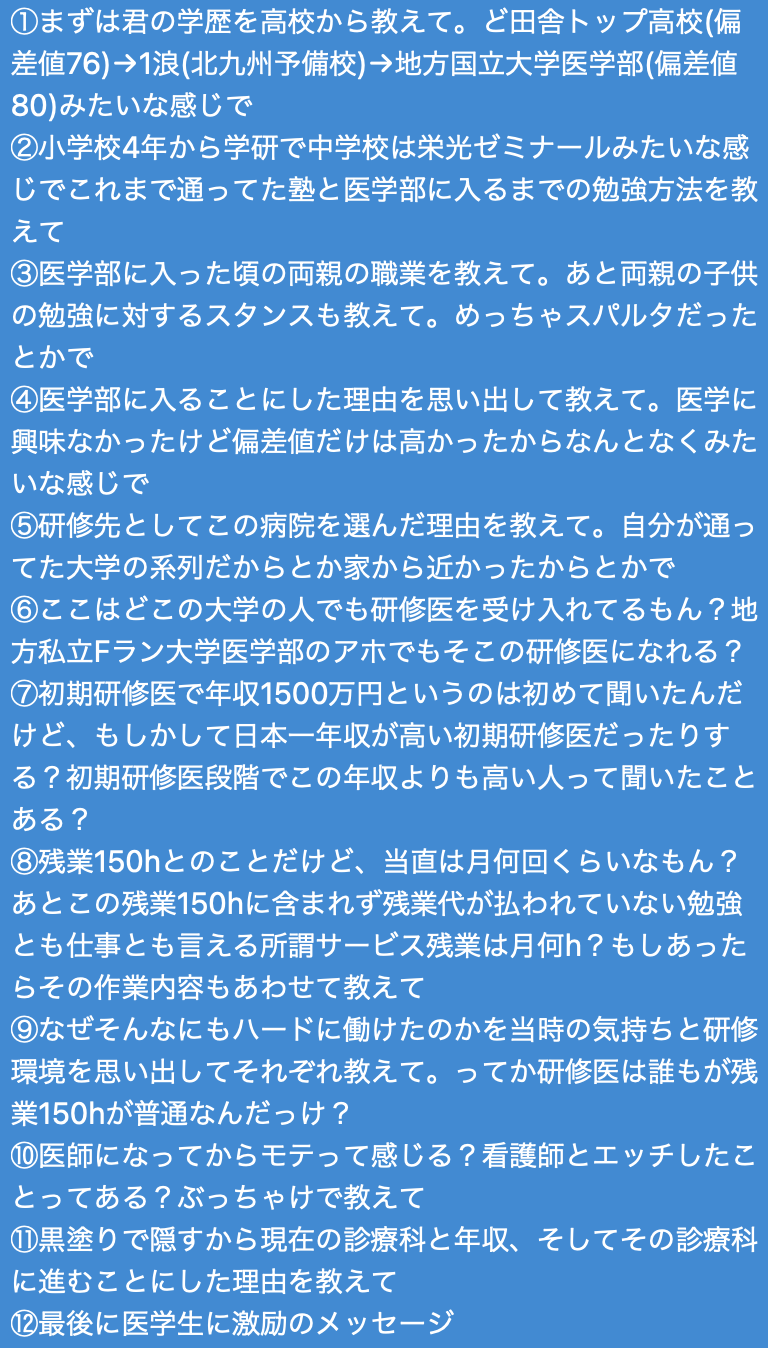 ①まずは君の学歴を高校から教えて。ど田舎トップ高校(偏
差値76)→1浪(北九州予備校)→地方国立大学医学部(偏差値
80)みたいな感じで
②小学校4年から学研で中学校は栄光ゼミナールみたいな感
じでこれまで通ってた塾と医学部に入るまでの勉強方法を教
えて
③医学部に入った頃の両親の職業を教えて。あと両親の子供
の勉強に対するスタンスも教えて。めっちゃスパルタだった
とかで
④医学部に入ることにした理由を思い出して教えて。医学に
興味なかったけど偏差値だけは高かったからなんとなくみた
いな感じで
⑤研修先としてこの病院を選んだ理由を教えて。自分が通っ
てた大学の系列だからとか家から近かったからとかで
⑥ここはどこの大学の人でも研修医を受け入れてるもん？地
方私立Fラン大学医学部のアホでもそこの研修医になれる？
⑦初期研修医で年収1500万円というのは初めて聞いたんだ
けど、もしかして日本一年収が高い初期研修医だったりす
る？初期研修医段階でこの年収よりも高い人って聞いたこと
ある？
⑧残業150hとのことだけど、当直は月何回くらいなもん？
あとこの残業150hに含まれず残業代が払われていない勉強
とも仕事とも言える所謂サービス残業は月何h？もしあった
らその作業内容もあわせて教えて
⑨なぜそんなにもハードに働けたのかを当時の気持ちと研修
環境を思い出してそれぞれ教えて。ってか研修医は誰もが残
業150hが普通なんだっけ？
⑩医師になってからモテって感じる？看護師とエッチしたこ
とってある？ぶっちゃけで教えて
⑪黒塗りで隠すから現在の診療科と年収、そしてその診療科
に進むことにした理由を教えて
⑫最後に医学生に激励のメッセージ